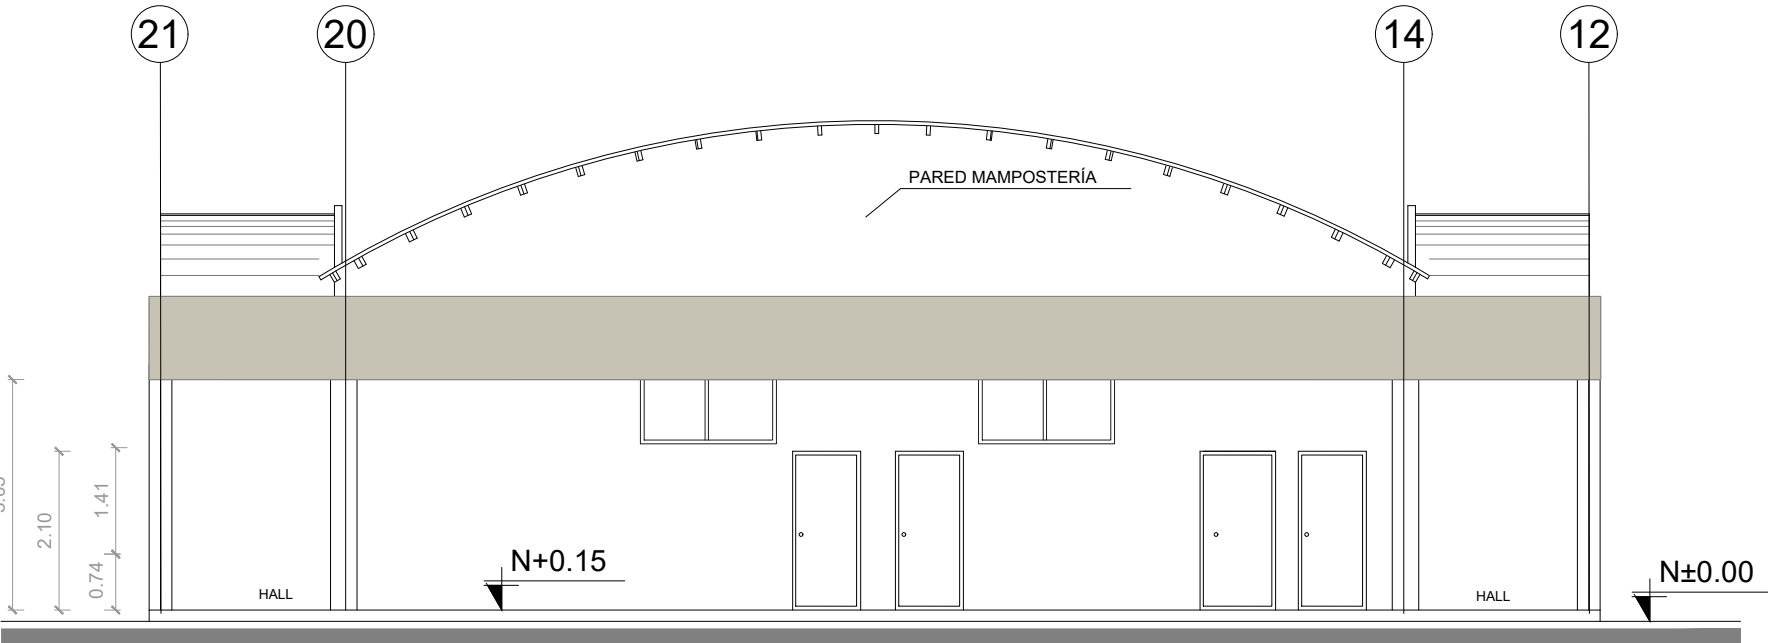 21
20
14
12
PARED MAMPOSTERÍA
1.41
2.10
0.74
N+0.15
N±0.00
HALL
HALL